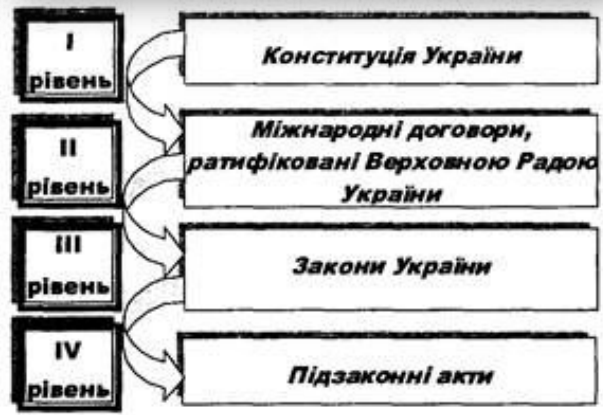 I
рівень
Конституція України
II
рівень
Міжнародні договори,
ратифіковані Верховною Радою
України
III
рівень
Закони України
IV
рівень
Підзаконні акти